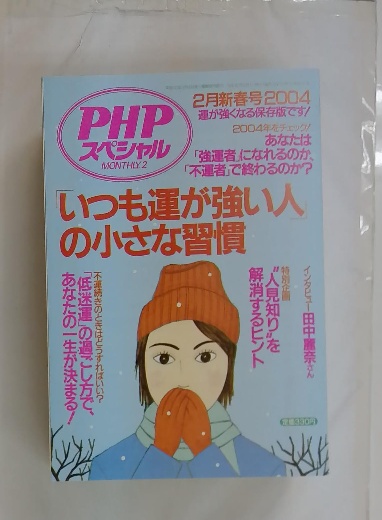 2月新春号2004
運が強くなる保存版です!
PHP
スペシャル
MONTHLY.2
2004年をチェック!
あなたは
「強運者」になれるのか、
「不運者」で終わるのか?
「いつも運が強い人」
の小さな習慣
インタビュー田中麗奈さん
特別企画
"人見知り"を
解消するヒント
不運続きのときはどうすればいい?
「低迷運」の過ごし方で、
あなたの一生が決まる!
定価330円